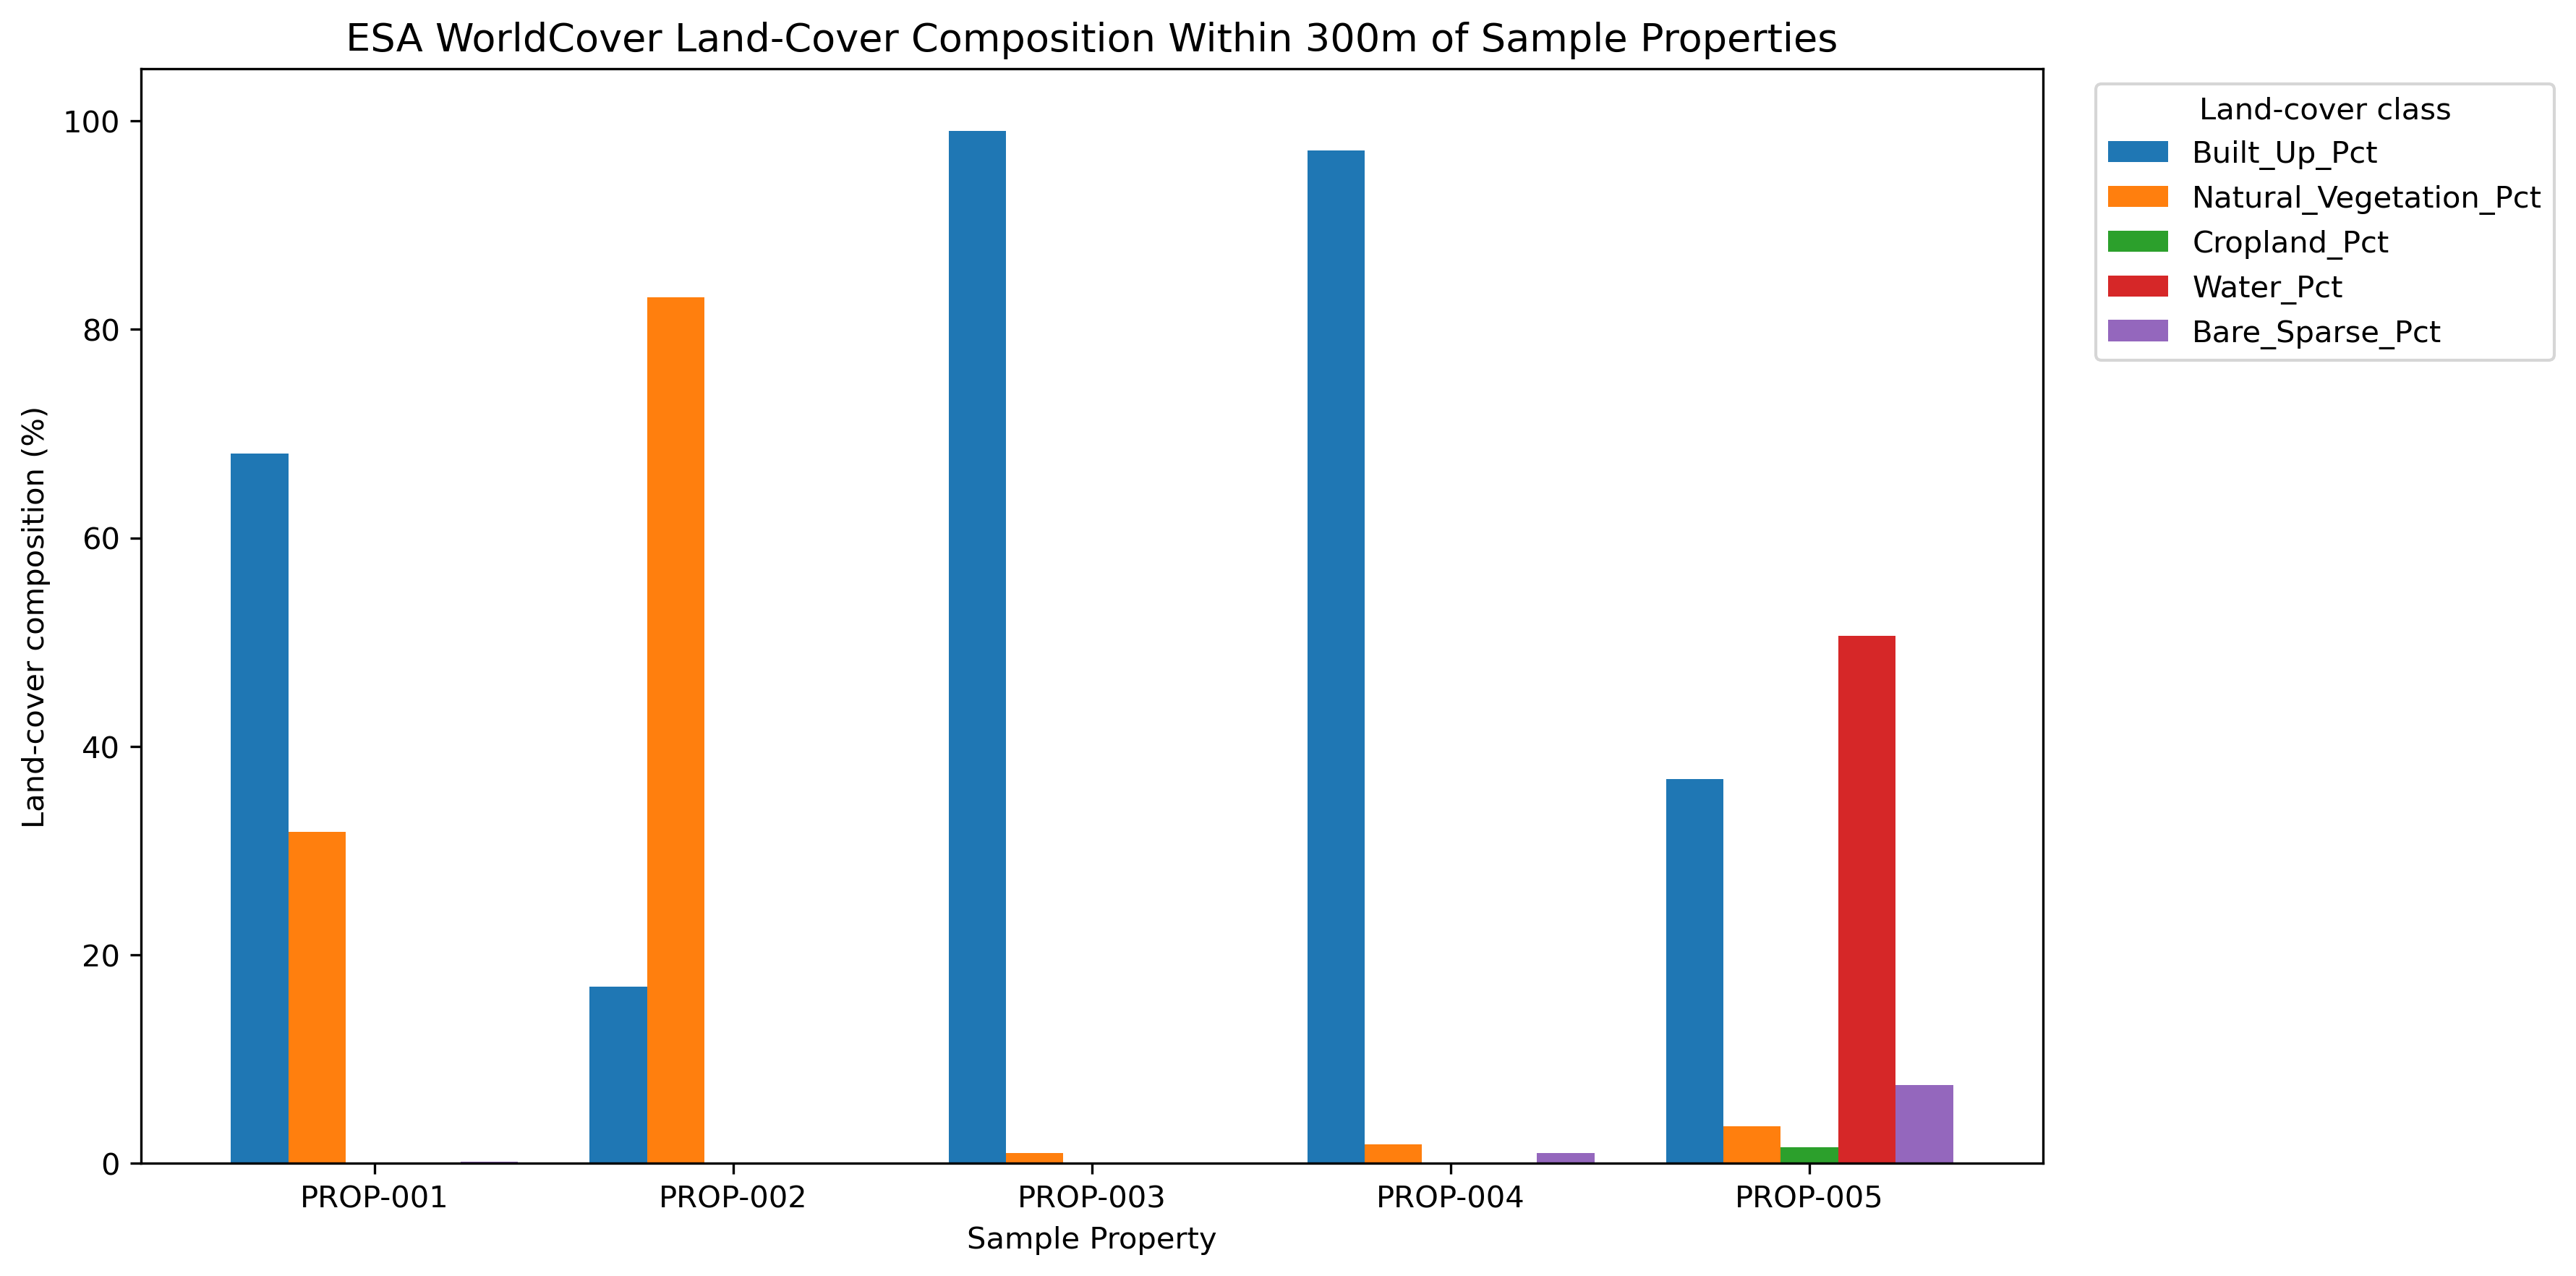 ESA WorldCover Land-Cover Composition Within 300m of Sample Properties
Land-cover composition (%)
100
80
60
40
20
0
PROP-001
PROP-002
PROP-003
PROP-004
PROP-005
Sample Property
Land-cover class
Built_Up_Pct
Natural_Vegetation_Pct
Cropland_Pct
Water_Pct
Bare_Sparse_Pct